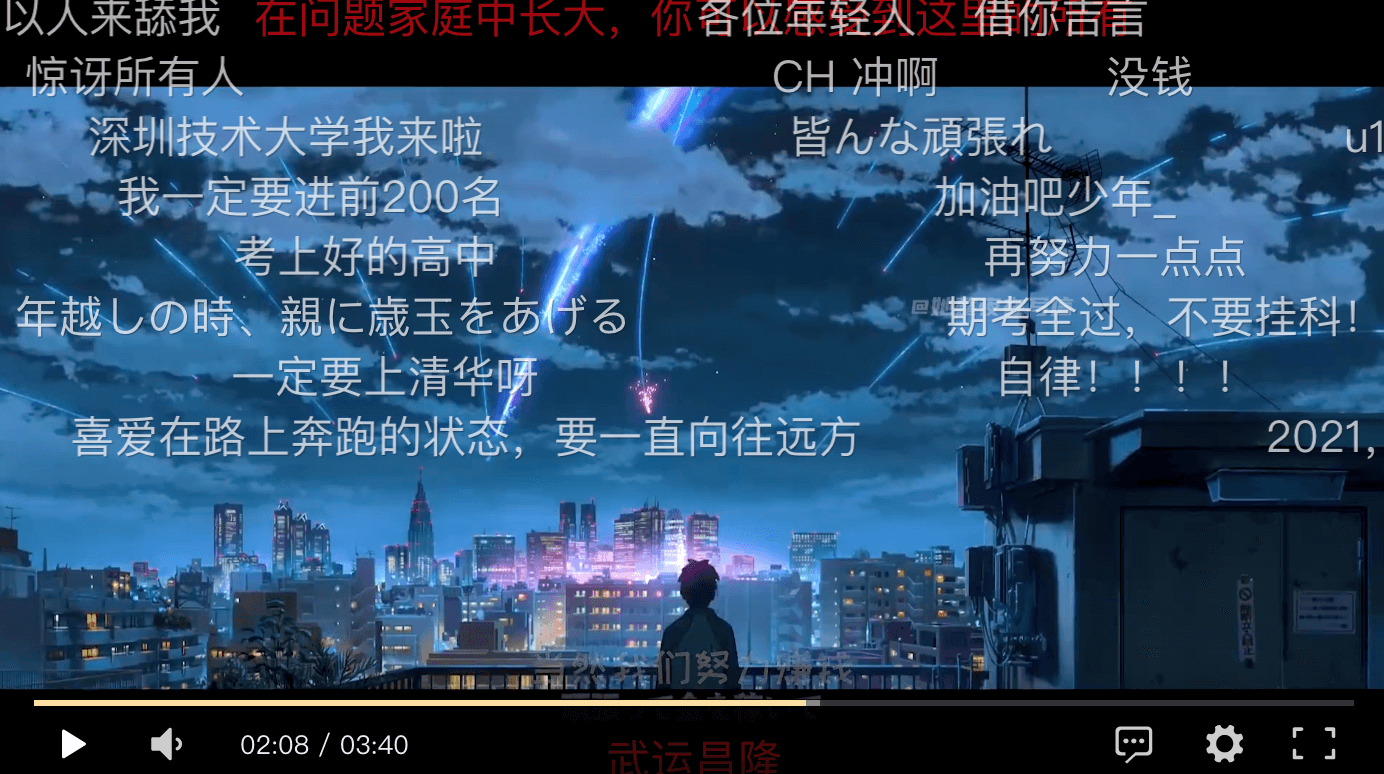 以人来舔我
在问题家庭中长大，你
各位年轻人
借你吉言
惊讶所有人
CH 冲啊
没钱
深圳技术大学我来啦
皆んな頑張れ
u1
我一定要进前200名
加油吧少年_
考上好的高中
再努力一点点
年越しの時、親に歳玉をあげる
期考全过，不要挂科！
一定要上清华呀
自律！！！！
喜爱在路上奔跑的状态，要一直向往远方
2021,
当然我们努力赚钱
02:08 / 03:40
武运昌隆